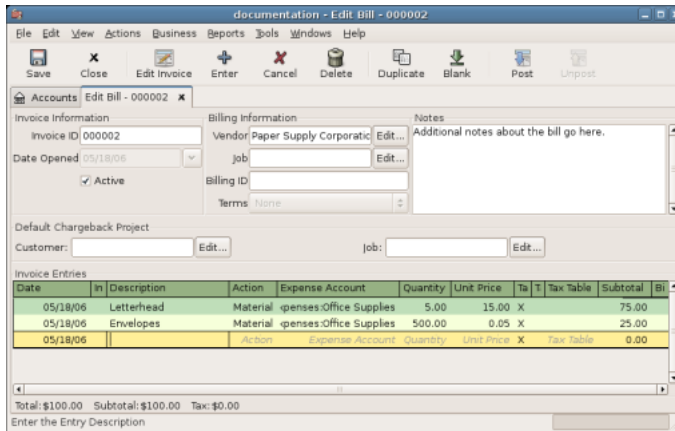 documentation - Edit Bill - 000002
File Edit View Actions Business Reports Tools Windows Help
Save Close Edit Invoice Enter Cancel Delete Duplicate Blank Post Unpost
Accounts Edit Bill - 000002
Invoice Information Billing Information Notes
Invoice ID 000002 Vendor Paper Supply Corporatic Edit... Additional notes about the bill go here.
Date Opened 05/18/06 Job Edit...
Active Billing ID
Terms None
Default Chargeback Project
Customer: Edit... Job: Edit...
Invoice Entries
Date In Description Action Expense Account Quantity Unit Price Ta T Tax Table Subtotal Bi
05/18/06 Letterhead Material penses:Office Supplies 5.00 15.00 X 75.00
05/18/06 Envelopes Material penses:Office Supplies 500.00 0.05 X 25.00
05/18/06 Action Expense Account Quantity Unit Price X Tax Table 0.00
Total:$100.00 Subtotal:$100.00 Tax:$0.00
Enter the Entry Description